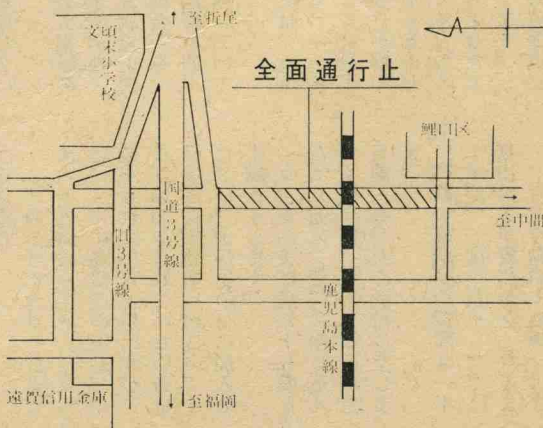 至折尾
頃末小学校
文
全面通行止
鯉口区
国道3号線
旧3号線
至中間
鹿児島本線
遠賀信用金庫
至福岡